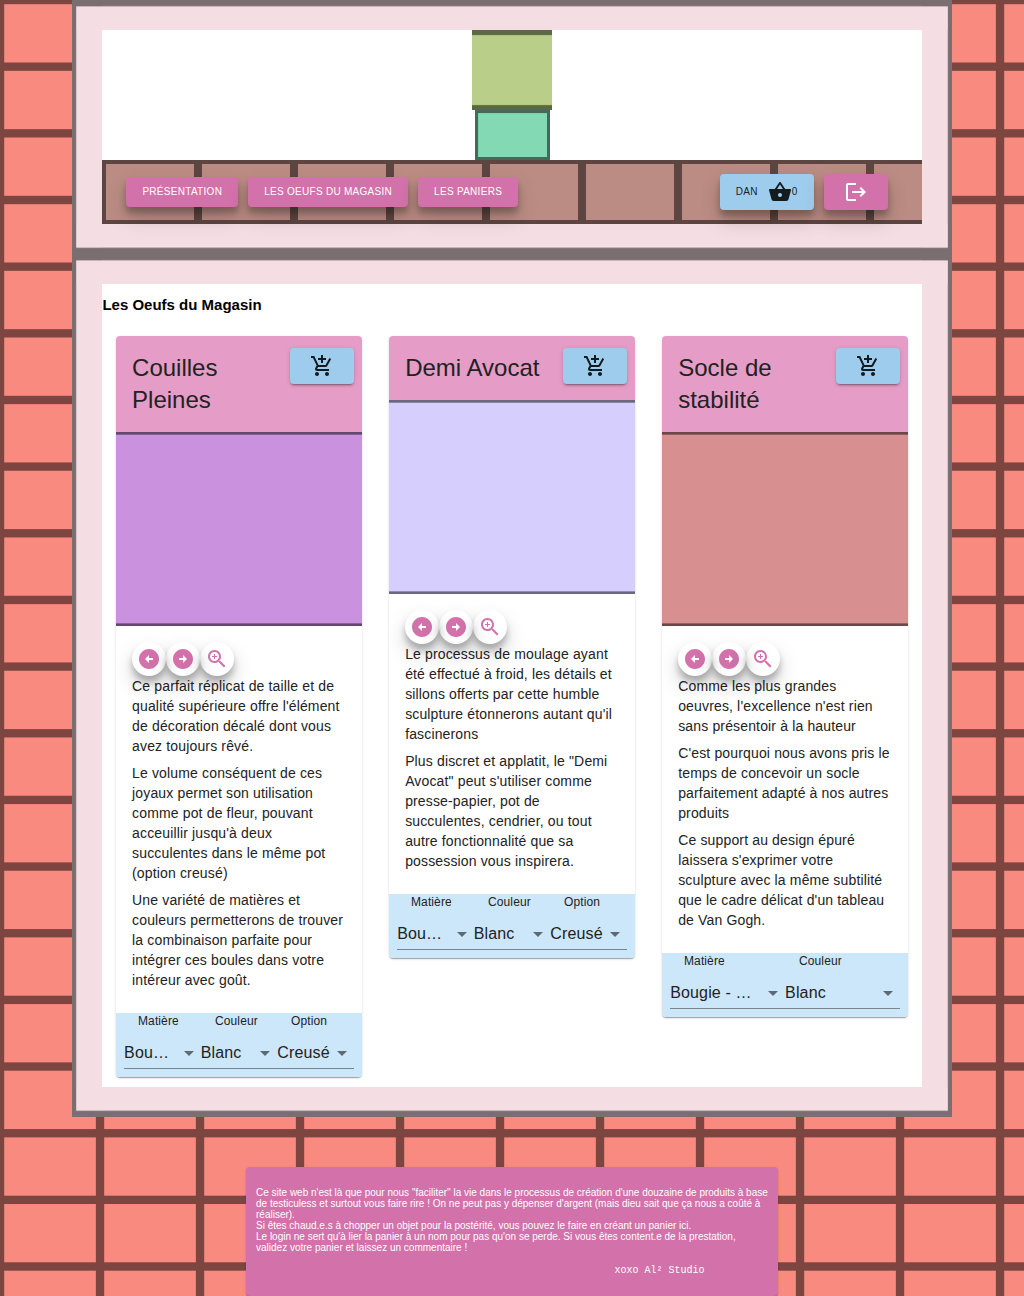 PRÉSENTATION
LES OEUFS DU MAGASIN
LES PANIERS
DAN 0
Les Oeufs du Magasin
Couilles
Pleines
Ce parfait réplicat de taille et de
qualité supérieure offre l'élément
de décoration décalé dont vous
avez toujours rêvé.
Le volume conséquent de ces
joyaux permet son utilisation
comme pot de fleur, pouvant
acceuillir jusqu'à deux
succulentes dans le même pot
(option creusé)
Une variété de matières et
couleurs permetterons de trouver
la combinaison parfaite pour
intégrer ces boules dans votre
intéreur avec goût.
Matière Couleur Option
Bou… Blanc Creusé
Demi Avocat
Le processus de moulage ayant
été effectué à froid, les détails et
sillons offerts par cette humble
sculpture étonnerons autant qu'il
fascinerons
Plus discret et applatit, le "Demi
Avocat" peut s'utiliser comme
presse-papier, pot de
succulentes, cendrier, ou tout
autre fonctionnalité que sa
possession vous inspirera.
Matière Couleur Option
Bou… Blanc Creusé
Socle de
stabilité
Comme les plus grandes
oeuvres, l'excellence n'est rien
sans présentoir à la hauteur
C'est pourquoi nous avons pris le
temps de concevoir un socle
parfaitement adapté à nos autres
produits
Ce support au design épuré
laissera s'exprimer votre
sculpture avec la même subtilité
que le cadre délicat d'un tableau
de Van Gogh.
Matière Couleur
Bougie - … Blanc
Ce site web n'est là que pour nous "faciliter" la vie dans le processus de création d'une douzaine de produits à base
de testiculess et surtout vous faire rire ! On ne peut pas y dépenser d'argent (mais dieu sait que ça nous a coûté à
réaliser).
Si êtes chaud.e.s à chopper un objet pour la postérité, vous pouvez le faire en créant un panier ici.
Le login ne sert qu'à lier la panier à un nom pour pas qu'on se perde. Si vous êtes content.e de la prestation,
validez votre panier et laissez un commentaire !
xoxo Al² Studio